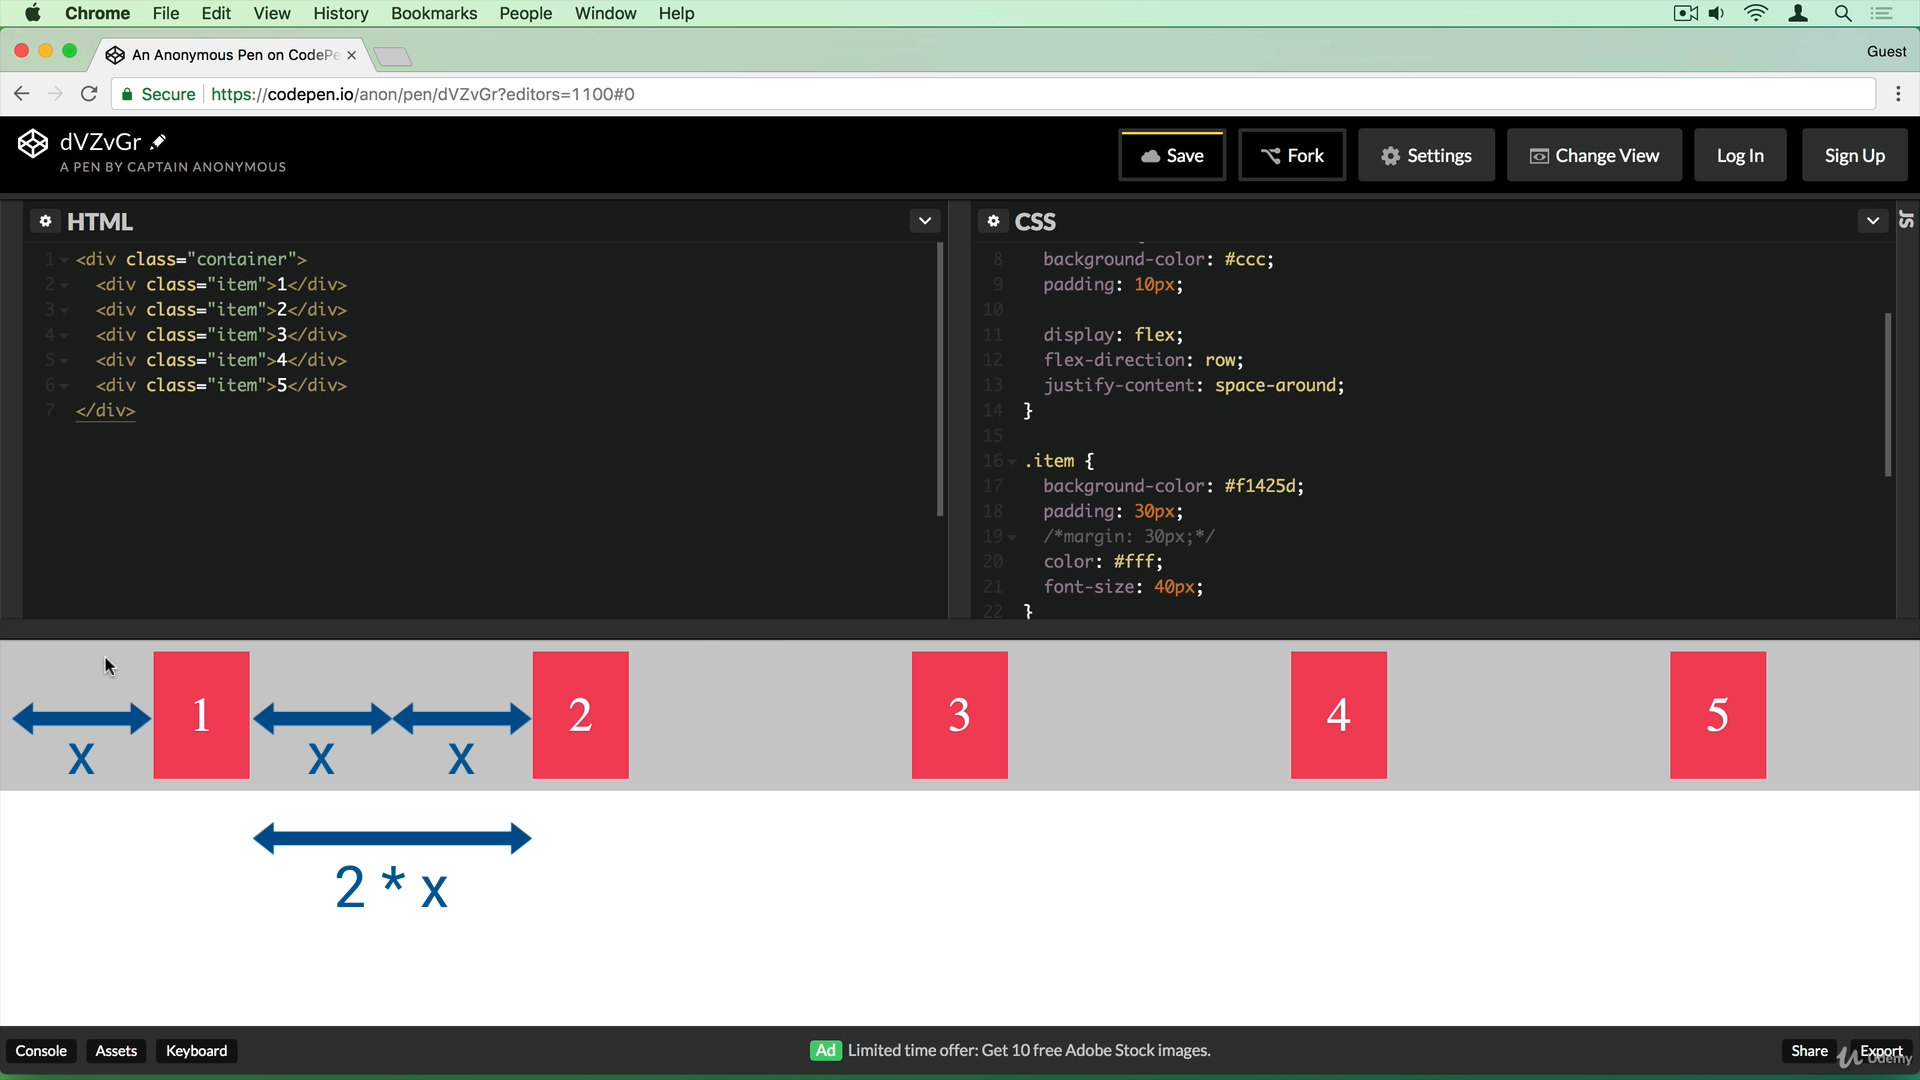 Chrome File Edit View History Bookmarks People Window Help
An Anonymous Pen on CodePe
Guest
Secure https://codepen.io/anon/pen/dVZvGr?editors=1100#0
dVZvGr
A PEN BY CAPTAIN ANONYMOUS
Save Fork Settings Change View Log In Sign Up
HTML
1 <div class="container">
2 <div class="item">1</div>
3 <div class="item">2</div>
4 <div class="item">3</div>
5 <div class="item">4</div>
6 <div class="item">5</div>
7 </div>
CSS
JS
8 background-color: #ccc;
9 padding: 10px;
10
11 display: flex;
12 flex-direction: row;
13 justify-content: space-around;
14 }
15
16 .item {
17 background-color: #f1425d;
18 padding: 30px;
19 /*margin: 30px;*/
20 color: #fff;
21 font-size: 40px;
22 }
1 2 3 4 5
x x x
2 * x
Console Assets Keyboard
Ad Limited time offer: Get 10 free Adobe Stock images.
Share Export
Udemy